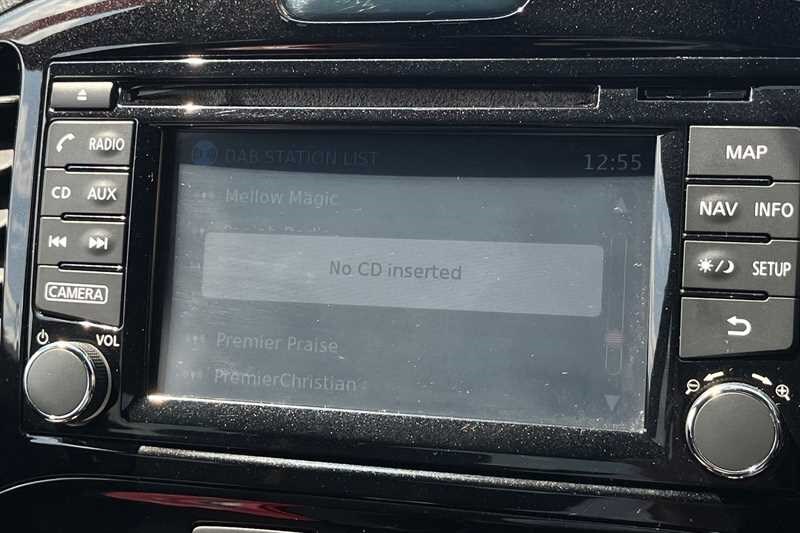 RADIO
CD AUX
CAMERA
VOL
DAB STATION LIST
12:55
Mellow Magic
No CD inserted
Premier Praise
PremierChristian
MAP
NAV INFO
SETUP